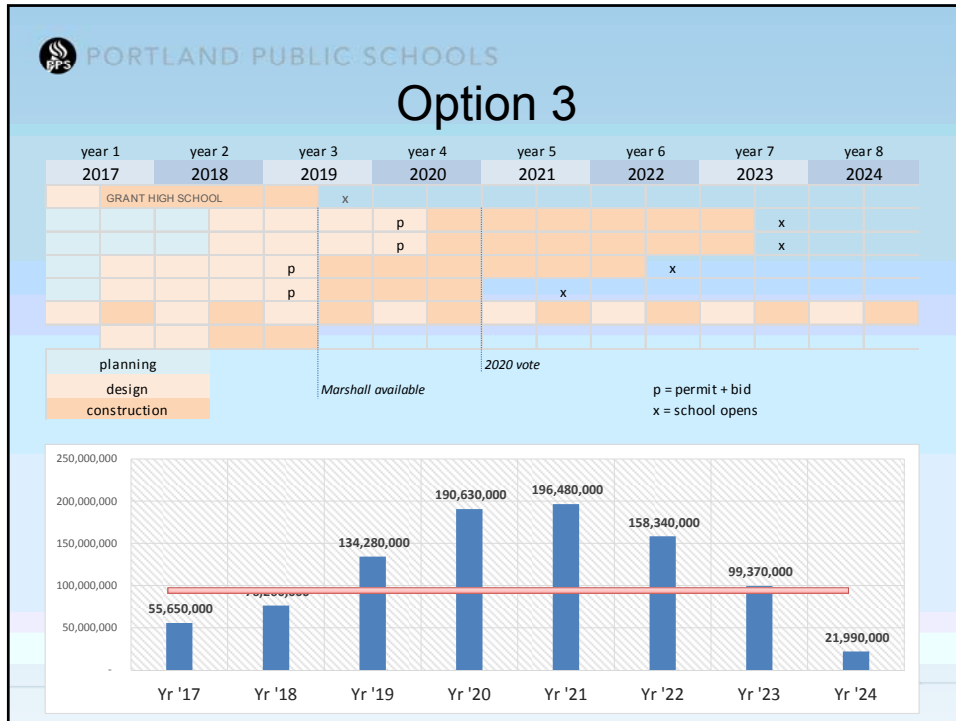 PPS PORTLAND PUBLIC SCHOOLS
Option 3
year 1 year 2 year 3 year 4 year 5 year 6 year 7 year 8
2017 2018 2019 2020 2021 2022 2023 2024
GRANT HIGH SCHOOL x
p x
p x
p x
p x
planning 2020 vote
design Marshall available p = permit + bid
construction x = school opens
250,000,000
200,000,000
150,000,000
100,000,000
50,000,000
-
55,650,000 134,280,000 190,630,000 196,480,000 158,340,000 99,370,000 21,990,000
Yr '17 Yr '18 Yr '19 Yr '20 Yr '21 Yr '22 Yr '23 Yr '24